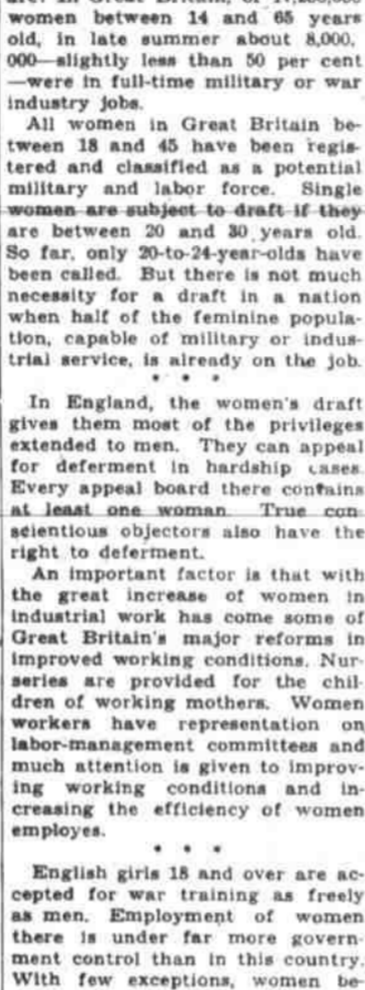 women between 14 and 65 years
old, in late summer about 8,000,
000—slightly less than 50 per cent
—were in full-time military or war
industry jobs.
All women in Great Britain be-
tween 18 and 45 have been regis-
tered and classified as a potential
military and labor force. Single
women are subject to draft if they
are between 20 and 30 years old.
So far, only 20-to-24-year-olds have
been called. But there is not much
necessity for a draft in a nation
when half of the feminine popula-
tion, capable of military or indus-
trial service, is already on the job.
* * *
In England, the women's draft
gives them most of the privileges
extended to men. They can appeal
for deferment in hardship cases.
Every appeal board there contains
at least one woman. True con
scientious objectors also have the
right to deferment.
An important factor is that with
the great increase of women in
industrial work has come some of
Great Britain's major reforms in
improved working conditions. Nur-
series are provided for the chil-
dren of working mothers. Women
workers have representation on
labor-management committees and
much attention is given to improv-
ing working conditions and in-
creasing the efficiency of women
employes.
* * *
English girls 18 and over are ac-
cepted for war training as freely
as men. Employment of women
there is under far more govern-
ment control than in this country.
With few exceptions, women be-